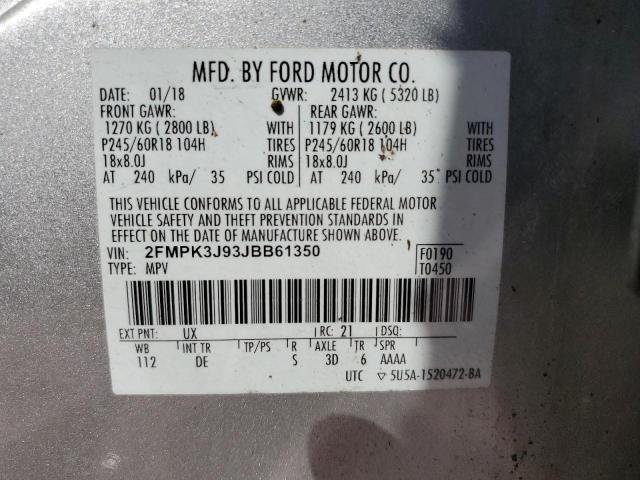 MFD. BY FORD MOTOR CO.
DATE: 01/18 GVWR: 2413 KG ( 5320 LB)
FRONT GAWR: REAR GAWR:
1270 KG ( 2800 LB) WITH 1179 KG ( 2600 LB) WITH
P245/60R18 104H TIRES P245/60R18 104H TIRES
18x8.0J RIMS 18x8.0J RIMS
AT 240 kPa/ 35 PSI COLD AT 240 kPa/ 35 PSI COLD
THIS VEHICLE CONFORMS TO ALL APPLICABLE FEDERAL MOTOR
VEHICLE SAFETY AND THEFT PREVENTION STANDARDS IN
EFFECT ON THE DATE OF MANUFACTURE SHOWN ABOVE.
VIN: 2FMPK3J93JBB61350 F0190
TYPE: MPV T0450
EXT PNT: UX RC: 21 DSQ:
WB INT TR TP/PS R AXLE TR SPR
112 DE S 3D 6 AAAA
UTC ▽ 5U5A-1520472-BA